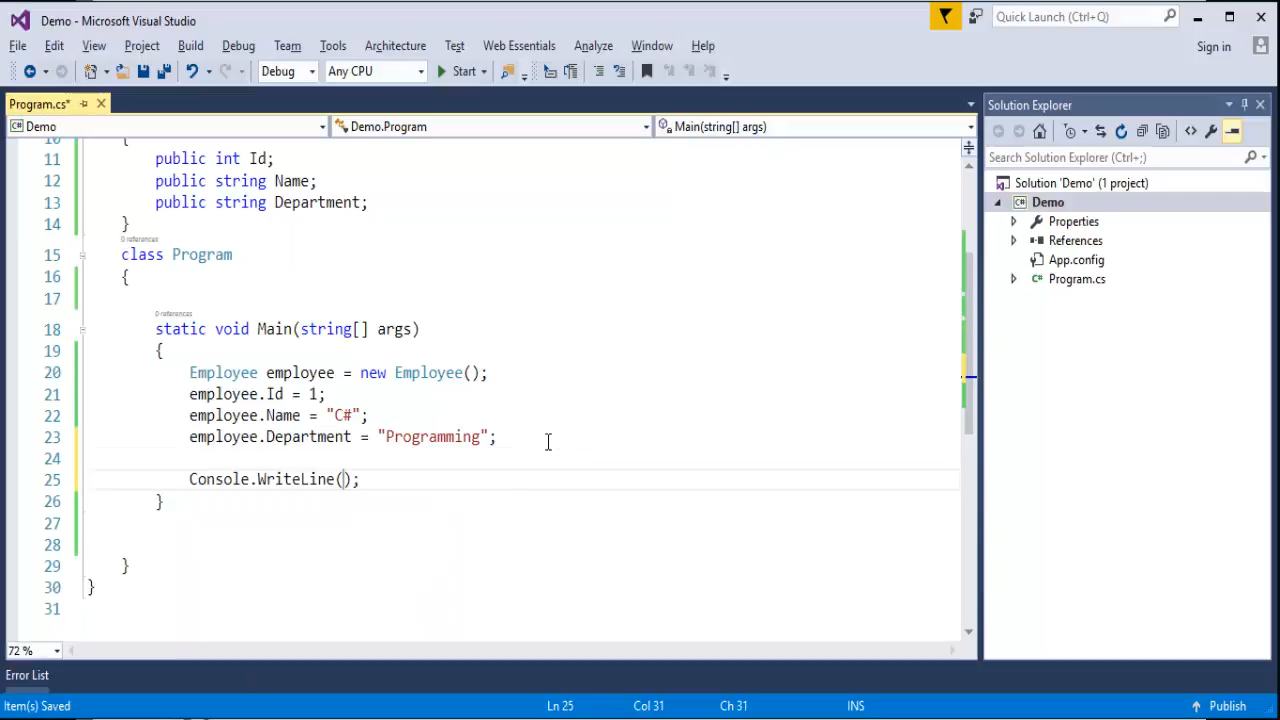 Demo - Microsoft Visual Studio
Quick Launch (Ctrl+Q)
File Edit View Project Build Debug Team Tools Architecture Test Web Essentials Analyze Window Help
Sign in
Debug Any CPU Start
Program.cs*
Demo Demo.Program Main(string[] args)
10 {
11 public int Id;
12 public string Name;
13 public string Department;
14 }
0 references
15 class Program
16 {
17
0 references
18 static void Main(string[] args)
19 {
20 Employee employee = new Employee();
21 employee.Id = 1;
22 employee.Name = "C#";
23 employee.Department = "Programming";
24
25 Console.WriteLine();
26 }
27
28
29 }
30 }
31
72 %
Solution Explorer
Search Solution Explorer (Ctrl+;)
Solution 'Demo' (1 project)
C# Demo
Properties
References
App.config
C# Program.cs
Error List
Item(s) Saved Ln 25 Col 31 Ch 31 INS Publish